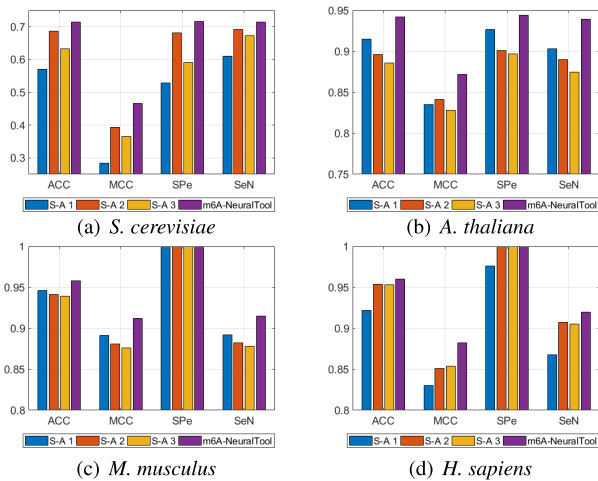 0.7
0.6
0.5
0.4
0.3
ACC MCC SPe SeN
S-A 1 S-A 2 S-A 3 m6A-NeuralTool
(a) S. cerevisiae
0.95
0.9
0.85
0.8
0.75
ACC MCC SPe SeN
S-A 1 S-A 2 S-A 3 m6A-NeuralTool
(b) A. thaliana
1
0.95
0.9
0.85
0.8
ACC MCC SPe SeN
S-A 1 S-A 2 S-A 3 m6A-NeuralTool
(c) M. musculus
1
0.95
0.9
0.85
0.8
ACC MCC SPe SeN
S-A 1 S-A 2 S-A 3 m6A-NeuralTool
(d) H. sapiens